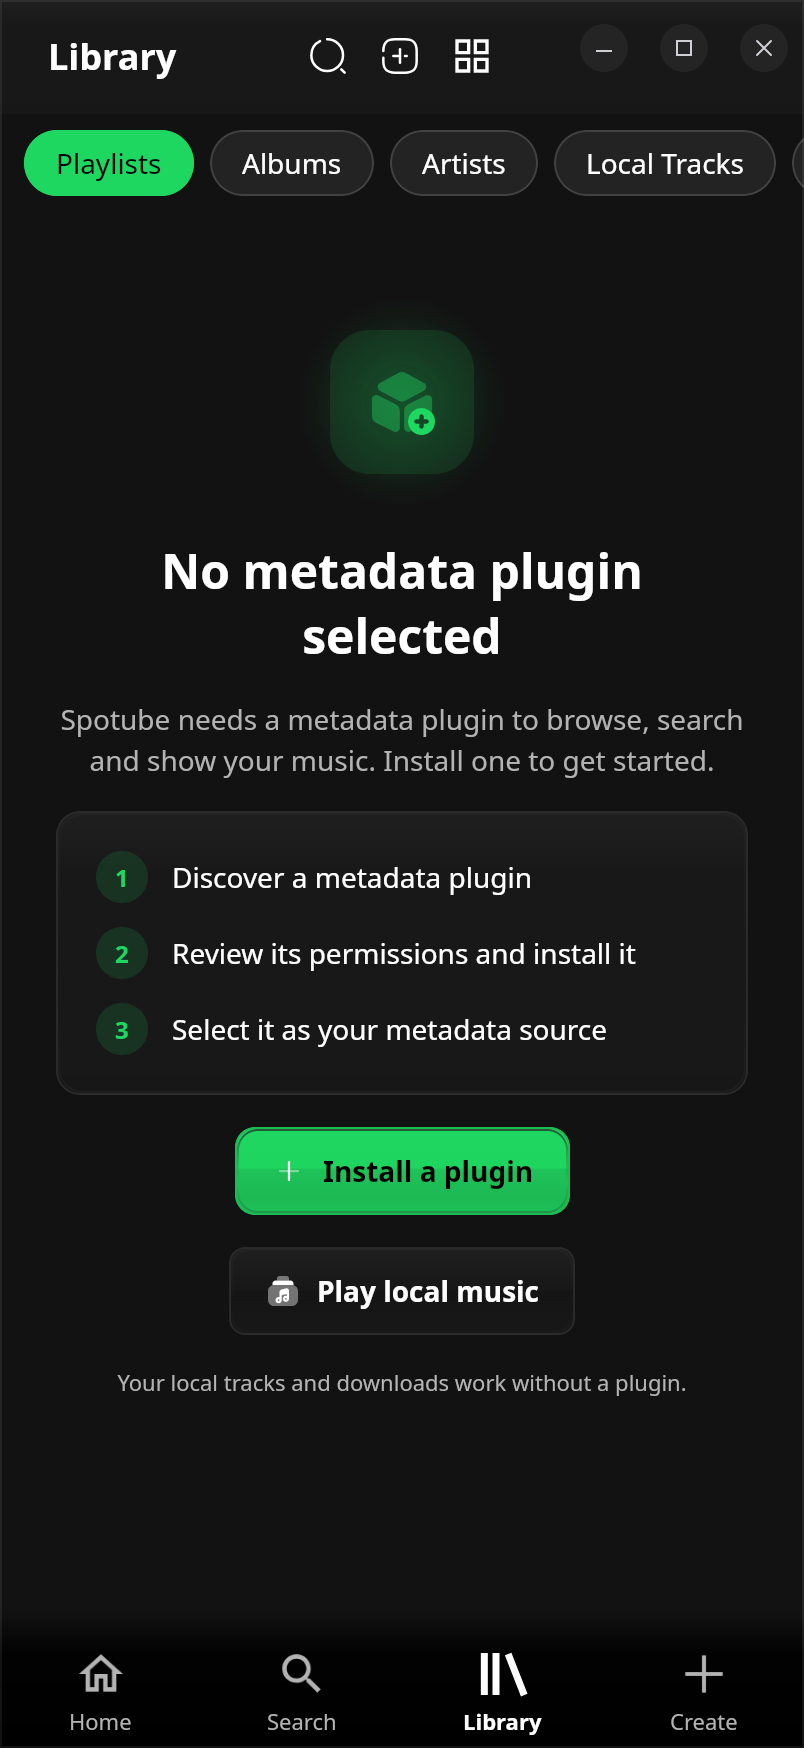 Library
Playlists
Albums
Artists
Local Tracks
No metadata plugin
selected
Spotube needs a metadata plugin to browse, search
and show your music. Install one to get started.
1 Discover a metadata plugin
2 Review its permissions and install it
3 Select it as your metadata source
Install a plugin
Play local music
Your local tracks and downloads work without a plugin.
Home
Search
Library
Create